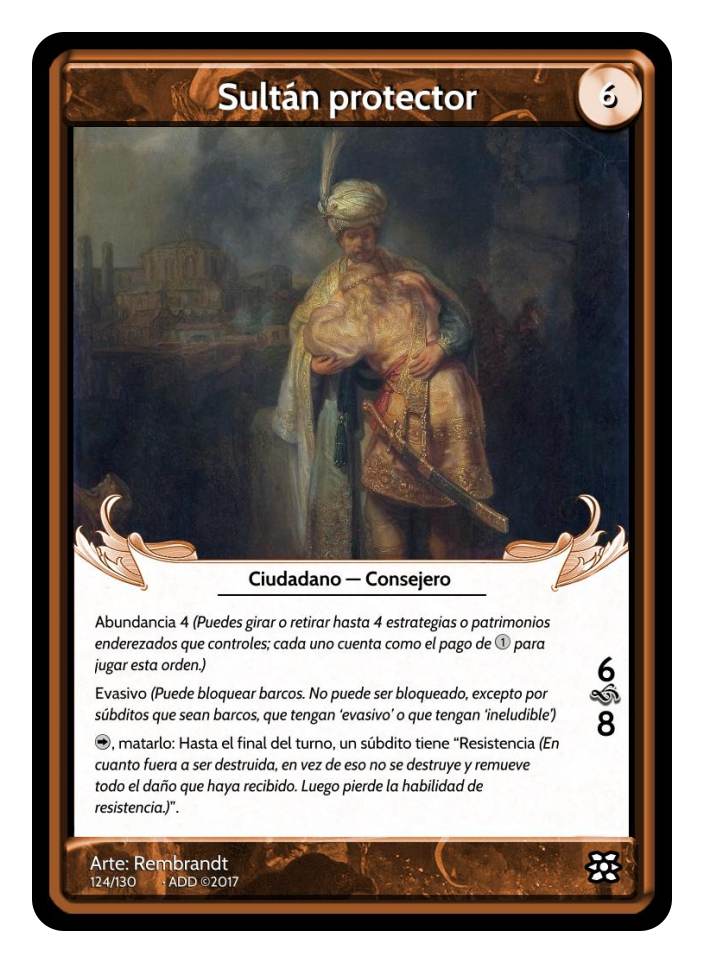 Sultán protector
6
Ciudadano — Consejero
Abundancia 4 (Puedes girar o retirar hasta 4 estrategias o patrimonios
enderezados que controles; cada uno cuenta como el pago de 1 para
jugar esta orden.)
Evasivo (Puede bloquear barcos. No puede ser bloqueado, excepto por
súbditos que sean barcos, que tengan ‘evasivo’ o que tengan ‘ineludible’)
, matarlo: Hasta el final del turno, un súbdito tiene “Resistencia (En
cuanto fuera a ser destruida, en vez de eso no se destruye y remueve
todo el daño que haya recibido. Luego pierde la habilidad de
resistencia.)”.
6
8
Arte: Rembrandt
124/130 · ADD ©2017